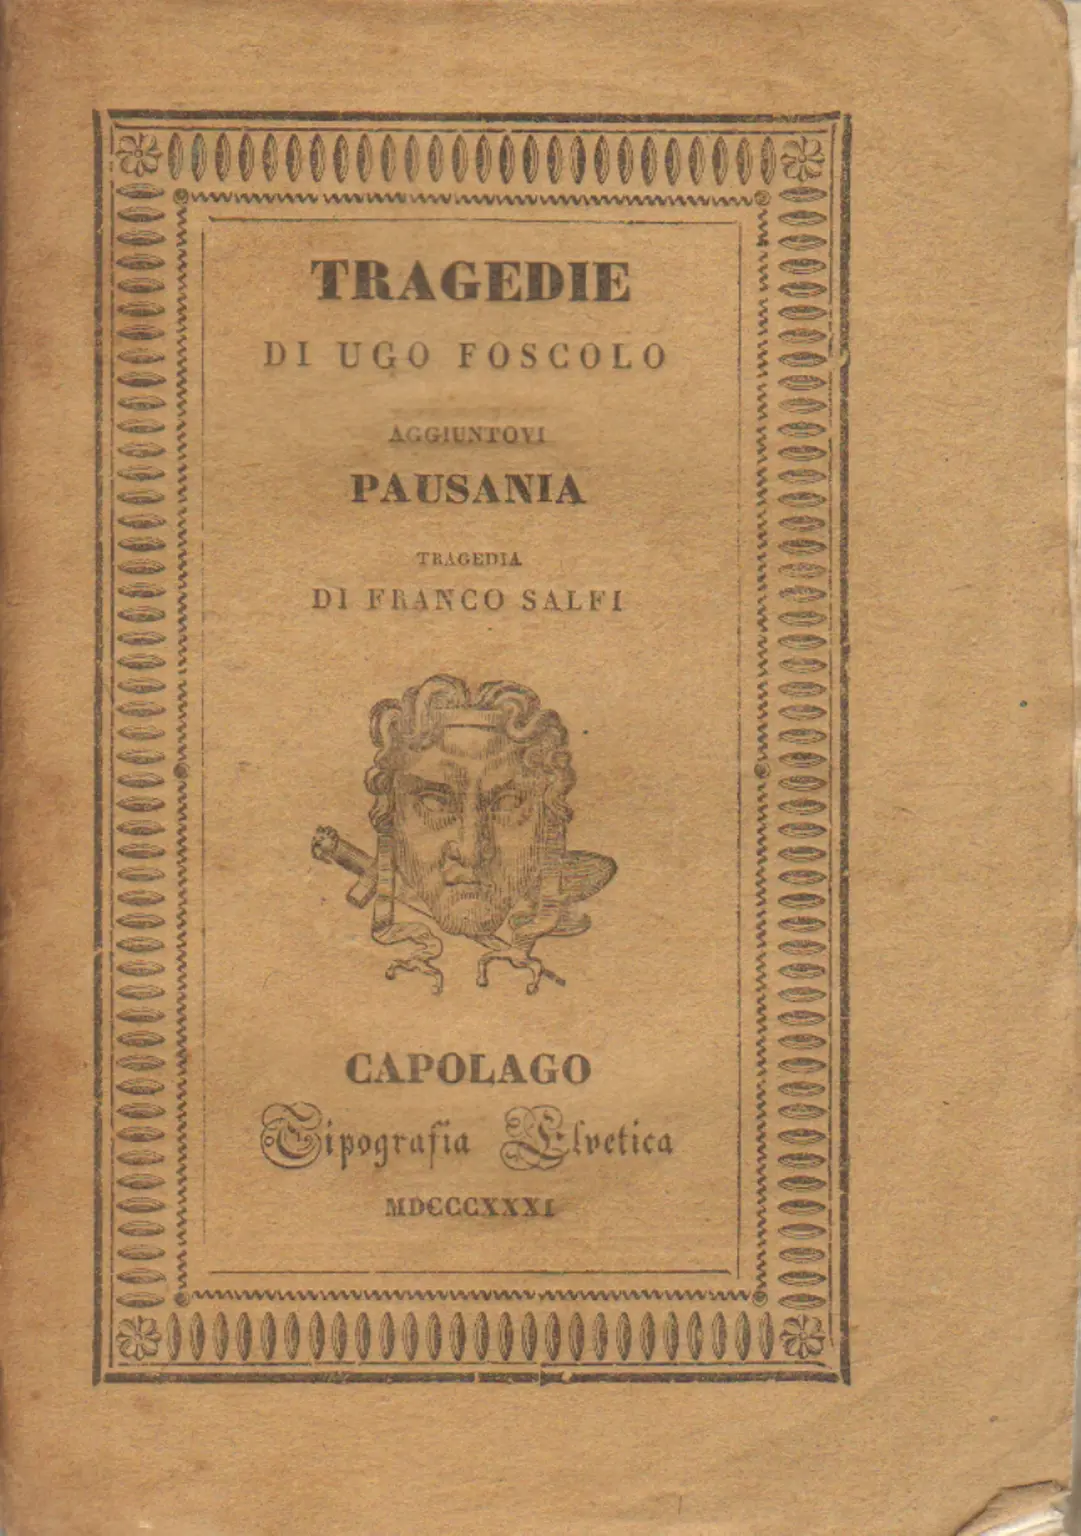 TRAGEDIE
DI UGO FOSCOLO
AGGIUNTOVI
PAUSANIA
TRAGEDIA
DI FRANCO SALFI
CAPOLAGO
Tipografia Elvetica
MDCCCXXXI